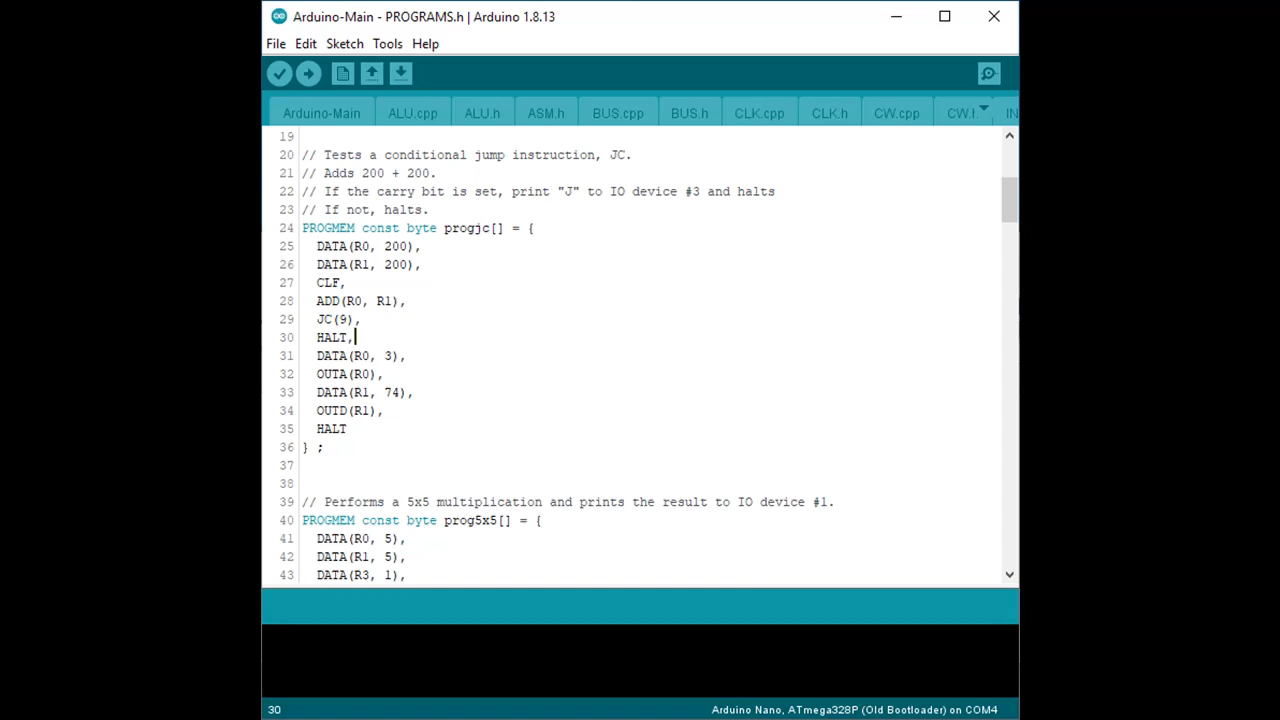 Arduino-Main - PROGRAMS.h | Arduino 1.8.13
File Edit Sketch Tools Help
Arduino-Main ALU.cpp ALU.h ASM.h BUS.cpp BUS.h CLK.cpp CLK.h CW.cpp CW.h IN
19
20 // Tests a conditional jump instruction, JC.
21 // Adds 200 + 200.
22 // If the carry bit is set, print "J" to IO device #3 and halts
23 // If not, halts.
24 PROGMEM const byte progjc[] = {
25 DATA(R0, 200),
26 DATA(R1, 200),
27 CLF,
28 ADD(R0, R1),
29 JC(9),
30 HALT,
31 DATA(R0, 3),
32 OUTA(R0),
33 DATA(R1, 74),
34 OUTD(R1),
35 HALT
36 } ;
37
38
39 // Performs a 5x5 multiplication and prints the result to IO device #1.
40 PROGMEM const byte prog5x5[] = {
41 DATA(R0, 5),
42 DATA(R1, 5),
43 DATA(R3, 1),
30 Arduino Nano, ATmega328P (Old Bootloader) on COM4